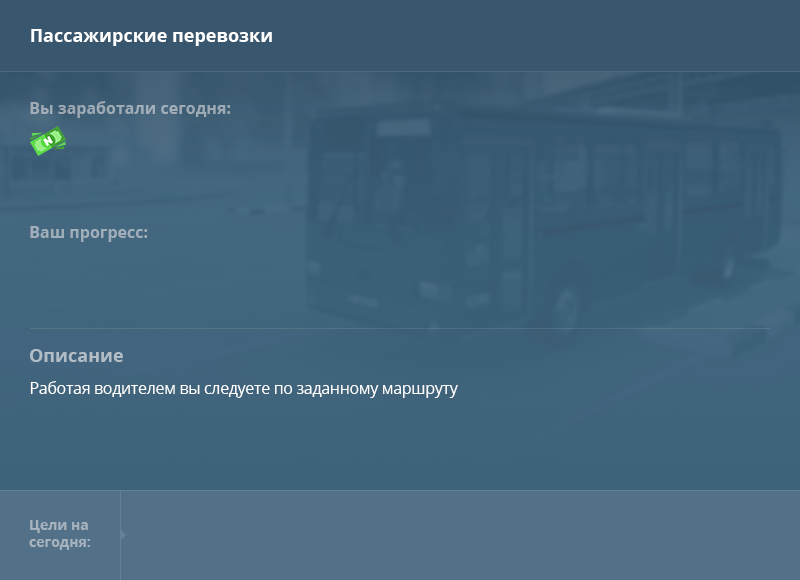 Пассажирские перевозки
Вы заработали сегодня:
N
Ваш прогресс:
Описание
Работая водителем вы следуете по заданному маршруту
Цели на
сегодня: